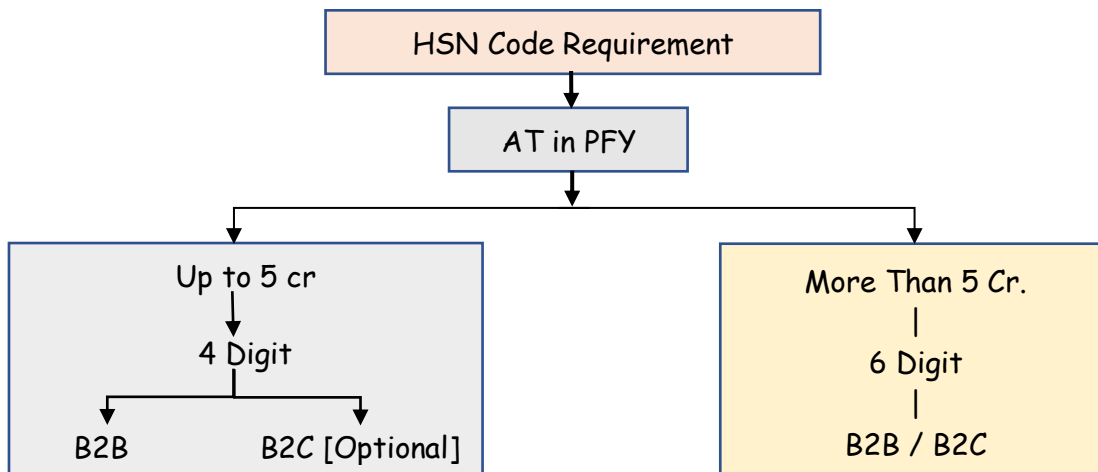 HSN Code Requirement
AT in PFY
Up to 5 cr
4 Digit
B2B
B2C [Optional]
More Than 5 Cr.
6 Digit
B2B / B2C